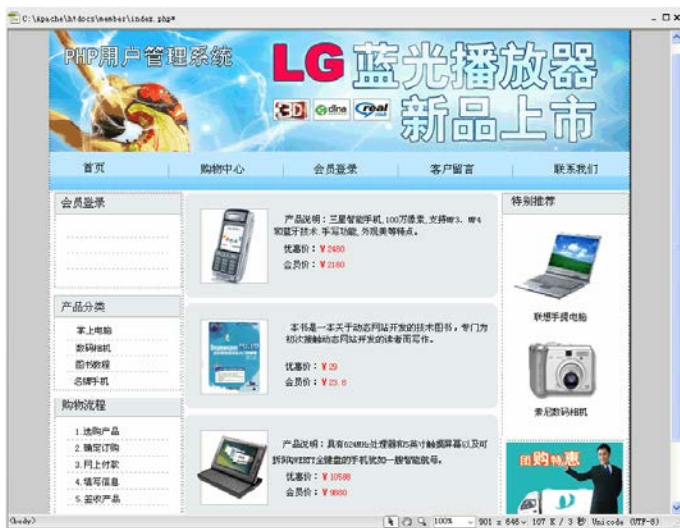 C:\Apache\htdocs\member\index.php*
PHP用户管理系统
LG 蓝光播放器
新品上市
3D dlna real
首页 购物中心 会员登录 客户留言 联系我们
会员登录
产品分类
掌上电脑
数码相机
图书教程
名牌手机
购物流程
1.选购产品
2.确定订购
3.网上付款
4.填写信息
5.签收产品
产品说明：三星智能手机,100万像素,支持MP3、MP4
和蓝牙技术 手写功能,外观美等特点。
优惠价：￥2480
会员价：￥2180
本书是一本关于动态网站开发的技术图书，专门为
初次接触动态网站开发的读者而写作。
优惠价：￥29
会员价：￥23.8
产品说明：具有624MHz处理器和5英寸触摸屏幕以及可
拆卸QWERTY全键盘的手机犹如一艘智能航母。
优惠价：￥10588
会员价：￥9880
特别推荐
联想手提电脑
索尼数码相机
团购特惠
<body>
100% 901 x 646 107 K / 3 秒 Unicode (UTF-8)